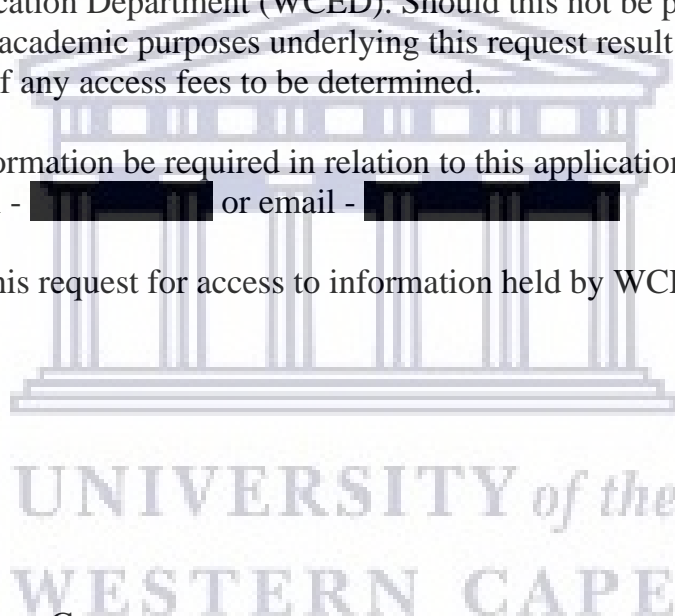 cation Department (WCED). Should this not be p
academic purposes underlying this request result
f any access fees to be determined.
ormation be required in relation to this application
- or email -
his request for access to information held by WCE
UNIVERSITY of the
WESTERN CAPE